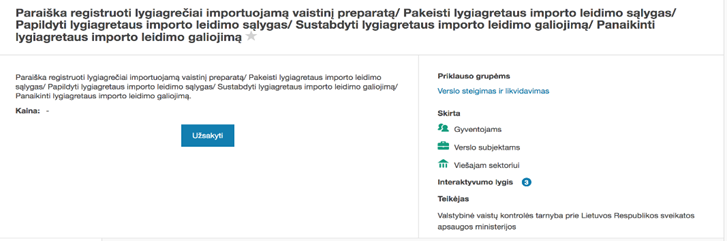 Paraiška registruoti lygiagrečiai importuojamą vaistinį preparatą/ Pakeisti lygiagretaus importo leidimo sąlygas/
Papildyti lygiagretaus importo leidimo sąlygas/ Sustabdyti lygiagretaus importo leidimo galiojimą/ Panaikinti
lygiagretaus importo leidimo galiojimą
Paraiška registruoti lygiagrečiai importuojamą vaistinį preparatą/ Pakeisti lygiagretaus importo leidimo
sąlygas/ Papildyti lygiagretaus importo leidimo sąlygas/ Sustabdyti lygiagretaus importo leidimo galiojimą/
Panaikinti lygiagretaus importo leidimo galiojimą.
Kaina: -
Užsakyti
Priklauso grupėms
Verslo steigimas ir likvidavimas
Skirta
Gyventojams
Verslo subjektams
Viešajam sektoriui
Interaktyvumo lygis 3
Teikėjas
Valstybinė vaistų kontrolės tarnyba prie Lietuvos Respublikos sveikatos
apsaugos ministerijos